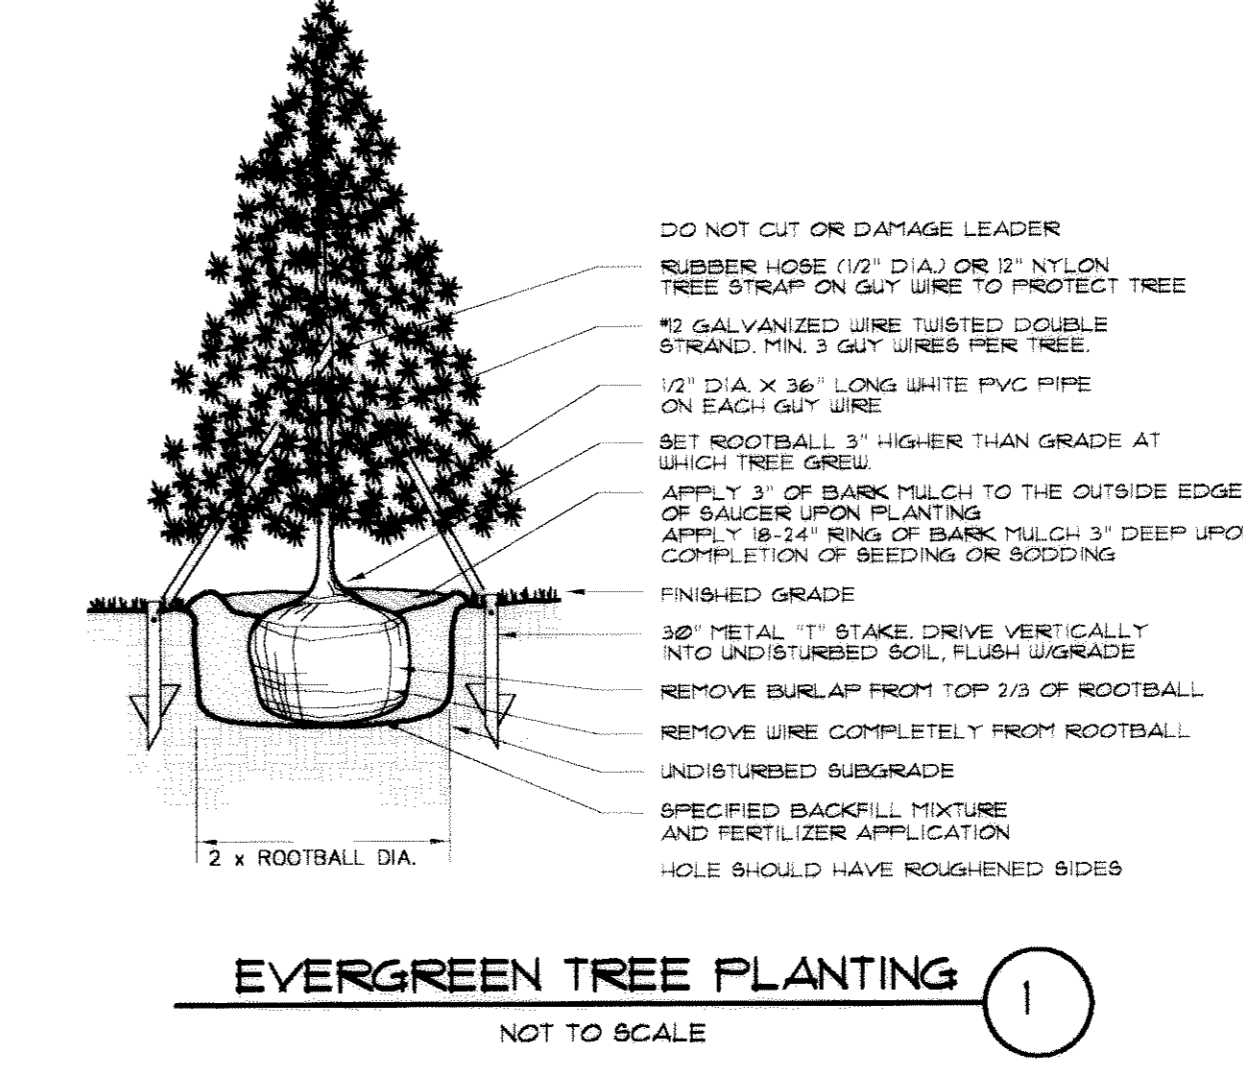 DO NOT CUT OR DAMAGE LEADER
RUBBER HOSE (1/2" DIA.) OR 12" NYLON
TREE STRAP ON GUY WIRE TO PROTECT TREE
#12 GALVANIZED WIRE TWISTED DOUBLE
STRAND. MIN. 3 GUY WIRES PER TREE.
1/2" DIA. X 36" LONG WHITE PVC PIPE
ON EACH GUY WIRE
SET ROOTBALL 3" HIGHER THAN GRADE AT
WHICH TREE GREW.
APPLY 3" OF BARK MULCH TO THE OUTSIDE EDGE
OF SAUCER UPON PLANTING
APPLY 18-24" RING OF BARK MULCH 3" DEEP UPO
COMPLETION OF SEEDING OR SODDING
FINISHED GRADE
30" METAL "T" STAKE. DRIVE VERTICALLY
INTO UNDISTURBED SOIL, FLUSH W/GRADE
REMOVE BURLAP FROM TOP 2/3 OF ROOTBALL
REMOVE WIRE COMPLETELY FROM ROOTBALL
UNDISTURBED SUBGRADE
SPECIFIED BACKFILL MIXTURE
AND FERTILIZER APPLICATION
2 x ROOTBALL DIA.
HOLE SHOULD HAVE ROUGHENED SIDES
EVERGREEN TREE PLANTING
1
NOT TO SCALE